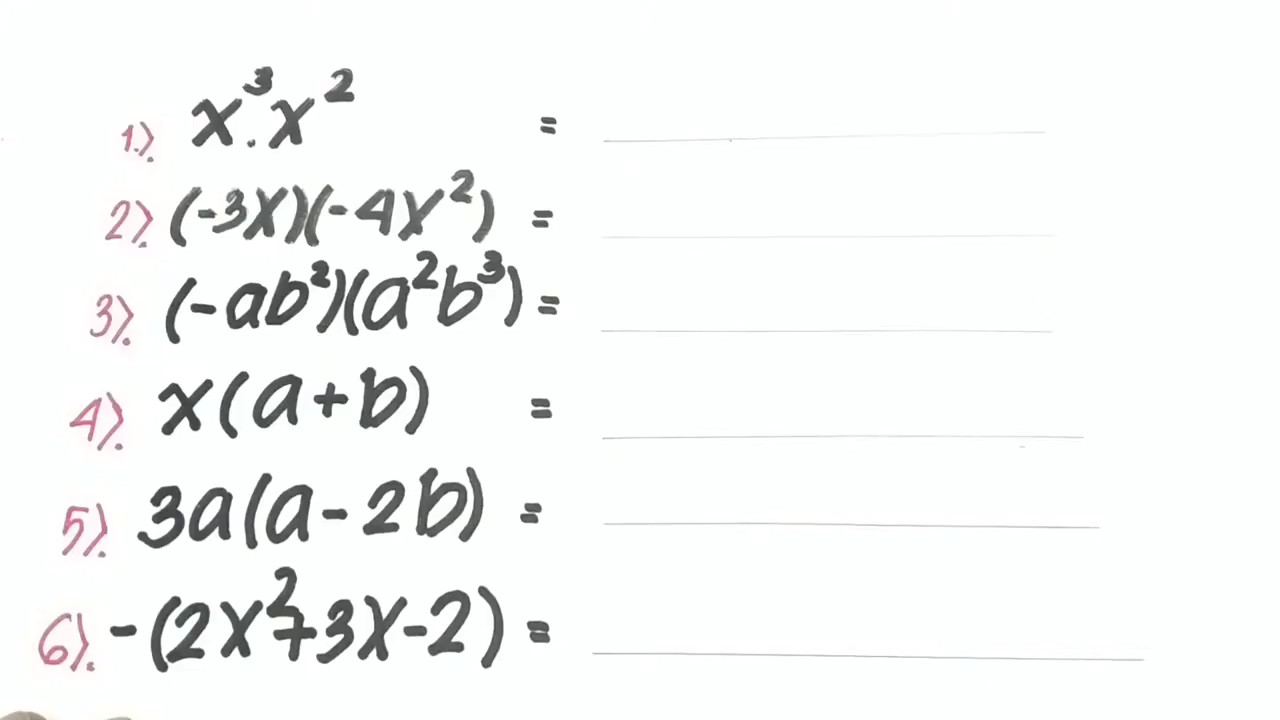 1). x³.x² =
2). (-3x)(-4x²) =
3). (-ab²)(a²b³) =
4). x(a+b) =
5). 3a(a-2b) =
6). -(2x²+3x-2) =